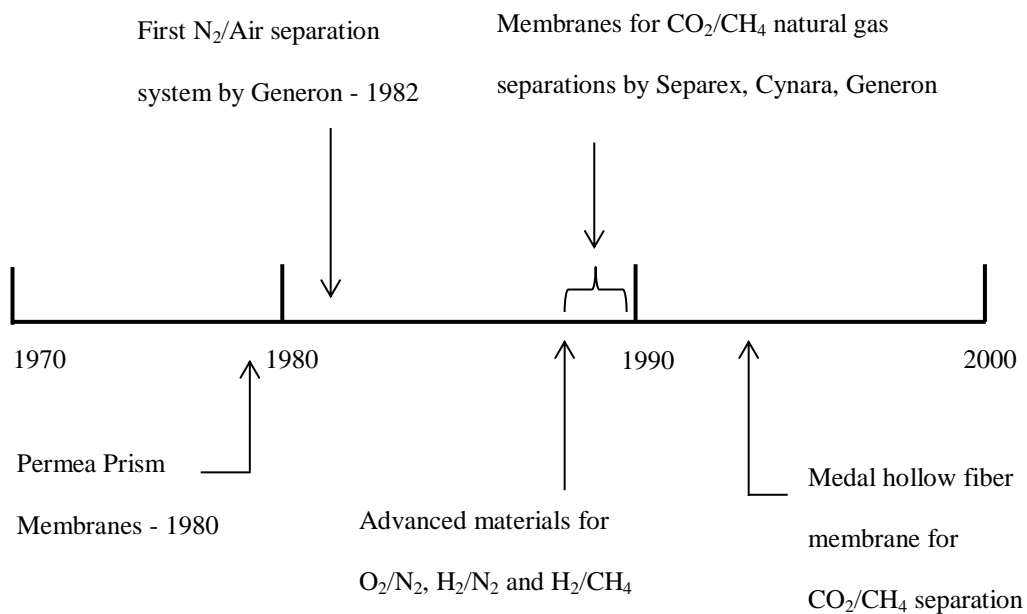 First N₂/Air separation
system by Generon - 1982
Membranes for CO₂/CH₄ natural gas
separations by Separex, Cynara, Generon
1970
1980
1990
2000
Permea Prism
Membranes - 1980
Advanced materials for
O₂/N₂, H₂/N₂ and H₂/CH₄
Medal hollow fiber
membrane for
CO₂/CH₄ separation